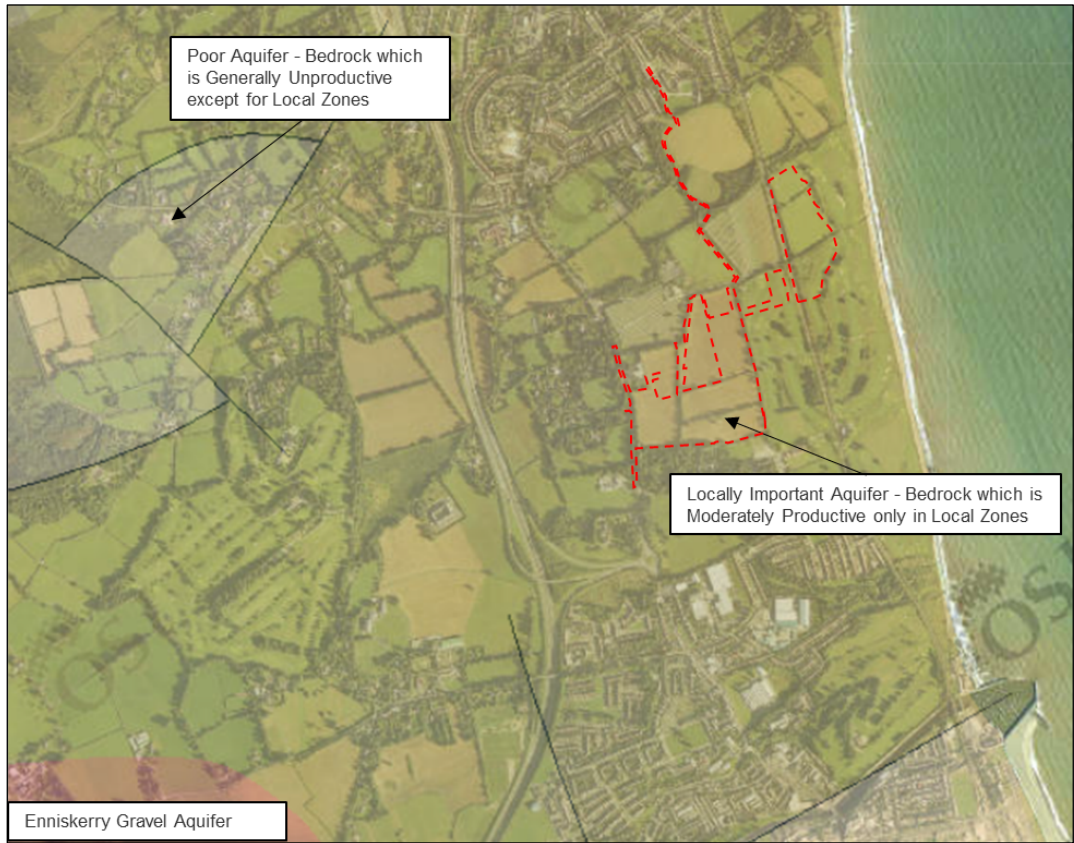 Poor Aquifer - Bedrock which
is Generally Unproductive
except for Local Zones
Locally Important Aquifer - Bedrock which is
Moderately Productive only in Local Zones
Enniskerry Gravel Aquifer